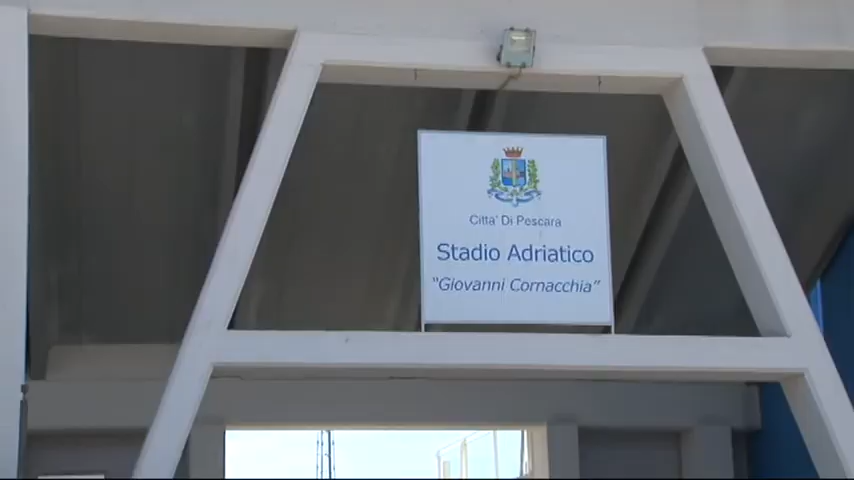 Citta' Di Pescara
Stadio Adriatico
"Giovanni Cornacchia"